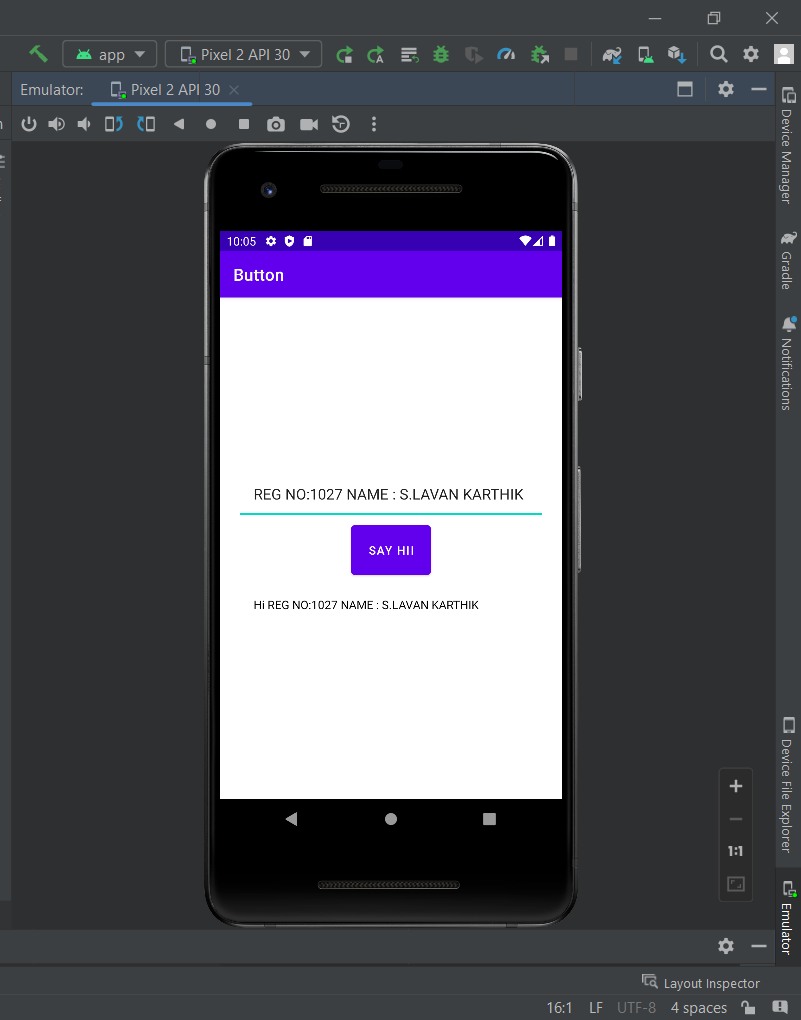 app
Pixel 2 API 30
Emulator:
Pixel 2 API 30
Device Manager
Gradle
Notifications
10:05
Button
REG NO:1027 NAME : S.LAVAN KARTHIK
SAY HII
Hi REG NO:1027 NAME : S.LAVAN KARTHIK
Device File Explorer
1:1
Emulator
Layout Inspector
16:1 LF UTF-8 4 spaces